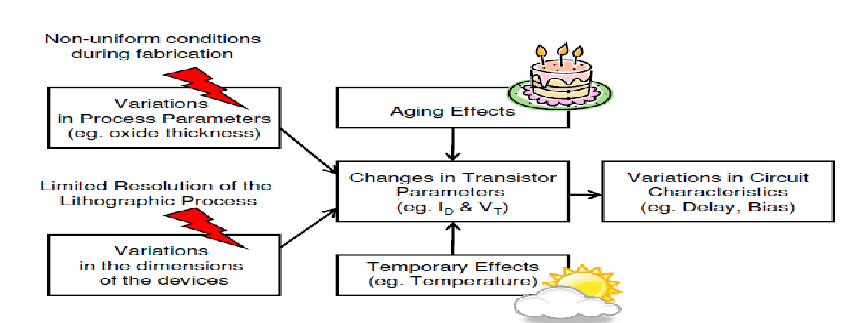 Non-uniform conditions
during fabrication
Variations
in Process Parameters
(eg. oxide thickness)
Limited Resolution of the
Lithographic Process
Variations
in the dimensions
of the devices
Aging Effects
Changes in Transistor
Parameters
(eg. ID & VT)
Temporary Effects
(eg. Temperature)
Variations in Circuit
Characteristics
(eg. Delay, Bias)